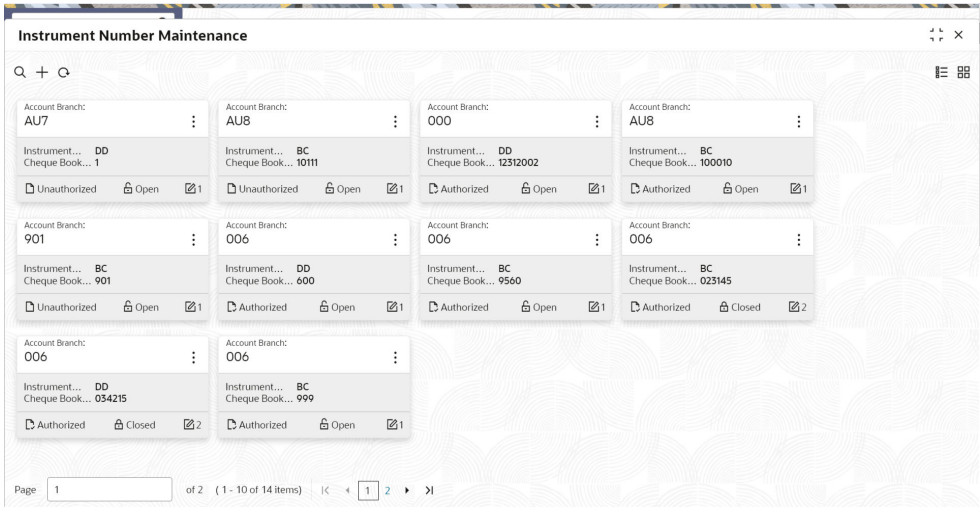 Instrument Number Maintenance
Account Branch: Account Branch: Account Branch: Account Branch:
AU7 AU8 000 AU8
Instrument... DD Instrument... BC Instrument... DD Instrument... BC
Cheque Book... 1 Cheque Book... 10111 Cheque Book... 12312002 Cheque Book... 100010
Unauthorized Open 1 Unauthorized Open 1 Authorized Open 1 Authorized Open 1
Account Branch: Account Branch: Account Branch: Account Branch:
901 006 006 006
Instrument... BC Instrument... DD Instrument... BC Instrument... BC
Cheque Book... 901 Cheque Book... 600 Cheque Book... 9560 Cheque Book... 023145
Unauthorized Open 1 Authorized Open 1 Authorized Open 1 Authorized Closed 2
Account Branch: Account Branch:
006 006
Instrument... DD Instrument... BC
Cheque Book... 034215 Cheque Book... 999
Authorized Closed 2 Authorized Open 1
Page 1 of 2 (1 - 10 of 14 items) 1 2